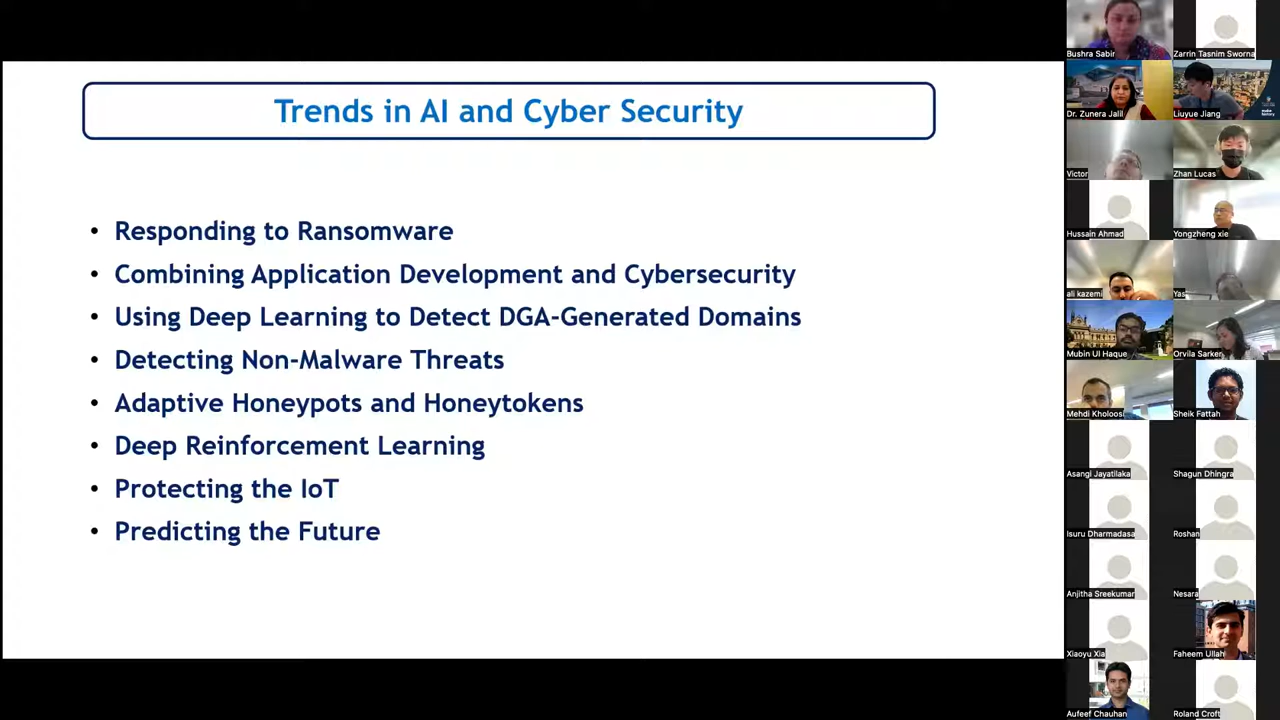 Trends in AI and Cyber Security
• Responding to Ransomware
• Combining Application Development and Cybersecurity
• Using Deep Learning to Detect DGA-Generated Domains
• Detecting Non-Malware Threats
• Adaptive Honeypots and Honeytokens
• Deep Reinforcement Learning
• Protecting the IoT
• Predicting the Future
Bushra Sabir
Zarrin Tasnim Sworna
Dr. Zunera Jalil
Liuyue Jiang
Victor
Zhan Lucas
Hussain Ahmad
Yongzheng xie
ali kazemi
Yas
Mubin Ul Haque
Orvila Sarker
Mehdi Kholoosi
Sheik Fattah
Asangi Jayatilaka
Shagun Dhingra
Isuru Dharmadasa
Roshan
Anjitha Sreekumar
Nesara
Xiaoyu Xia
Faheem Ullah
Aufeef Chauhan
Roland Croft